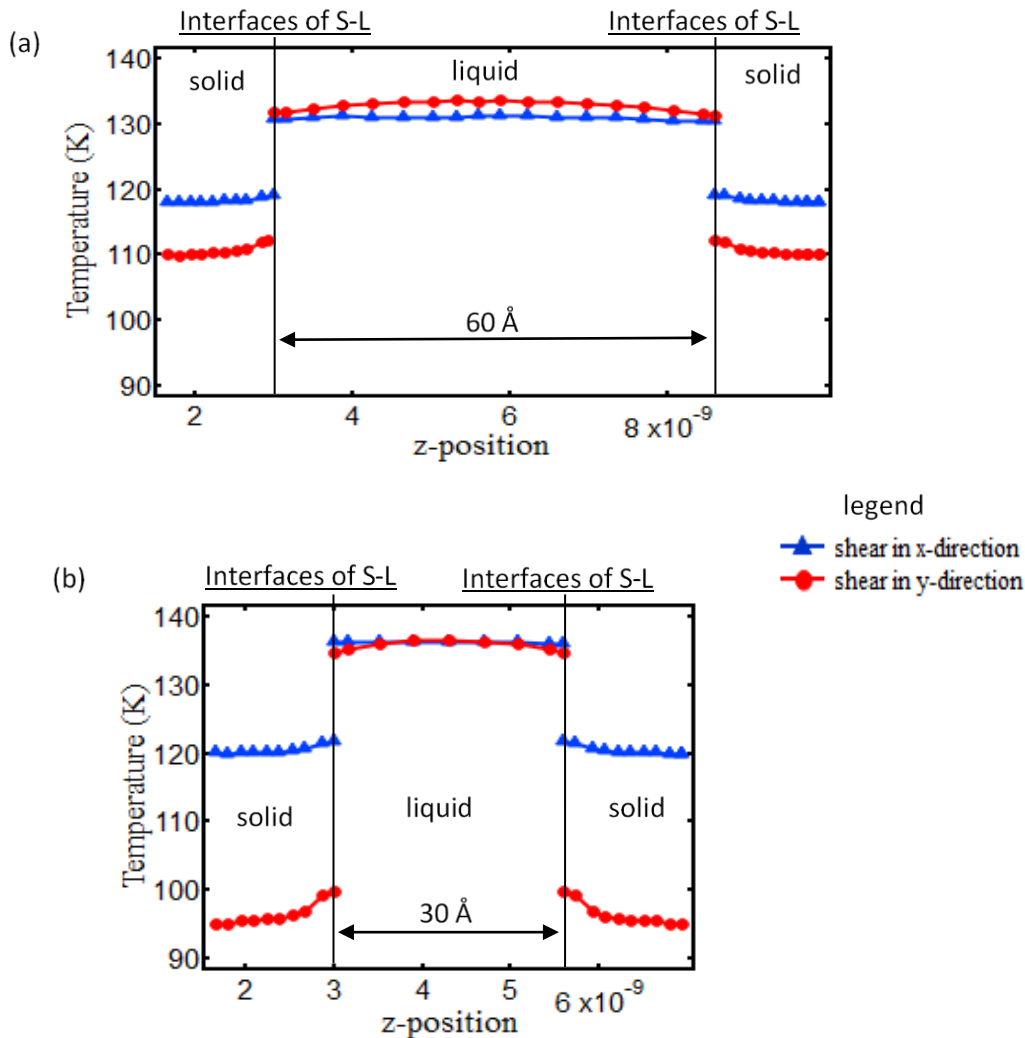 Interfaces of S-L Interfaces of S-L
(a)
140
solid liquid solid
130
120
110
100
90
Temperature (K)
60 Å
2 4 6 8 x10⁻⁹
z-position
legend
shear in x-direction
shear in y-direction
(b)
Interfaces of S-L Interfaces of S-L
140
130
120
110
100
90
Temperature (K)
solid liquid solid
30 Å
2 3 4 5 6 x10⁻⁹
z-position